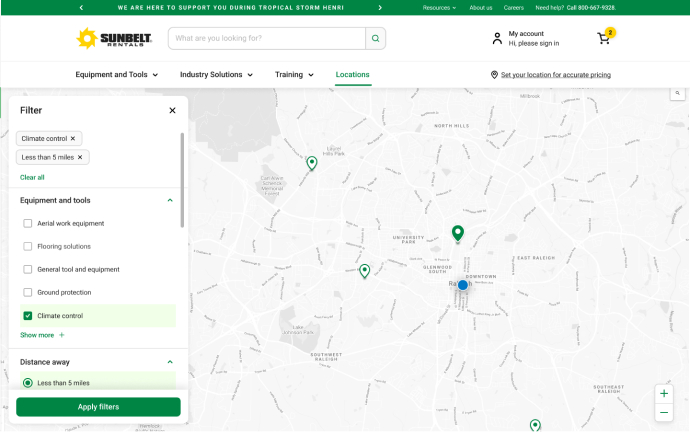 WE ARE HERE TO SUPPORT YOU DURING TROPICAL STORM HENRI
Resources
About us
Careers
Need help? Call 800-667-9328.
SUNBELT.
RENTALS
What are you looking for?
My account
Hi, please sign in
2
Equipment and Tools
Industry Solutions
Training
Locations
Set your location for accurate pricing
Filter
Climate control
Less than 5 miles
Clear all
Equipment and tools
Aerial work equipment
Flooring solutions
General tool and equipment
Ground protection
Climate control
Show more +
Distance away
Less than 5 miles
Apply filters
Millbrook
NORTH HILLS
Laurel
Hills Park
Carl Alwin
Schenck
Memorial
Forest
UNIVERSITY
PARK
GLENWOOD
SOUTH
DOWNTOWN
EAST RALEIGH
Lake
Johnson Park
SOUTHWEST
RALEIGH
SOUTHEAST
RALEIGH